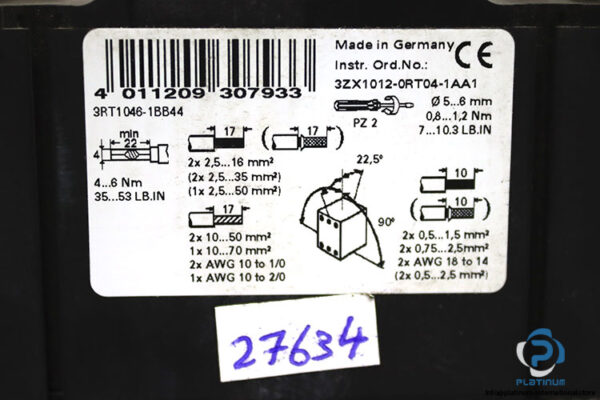 4 011209 307933
3RT1046-1BB44
Made in Germany CE
Instr. Ord.No.:
3ZX1012-0RT04-1AA1
min
22
4
4...6 Nm
35...53 LB.IN
17
( 17 )
2x 2,5...16 mm²
(2x 2,5...35 mm²)
(1x 2,5...50 mm²)
17
2x 10...50 mm²
1x 10...70 mm²
2x AWG 10 to 1/0
1x AWG 10 to 2/0
PZ 2
Ø 5...6 mm
0,8...1,2 Nm
7...10.3 LB.IN
22,5°
90°
10
( 10 )
2x 0,5...1,5 mm²
2x 0,75...2,5mm²
2x AWG 18 to 14
(2x 0,5...2,5 mm²)
27634
PLATINUM